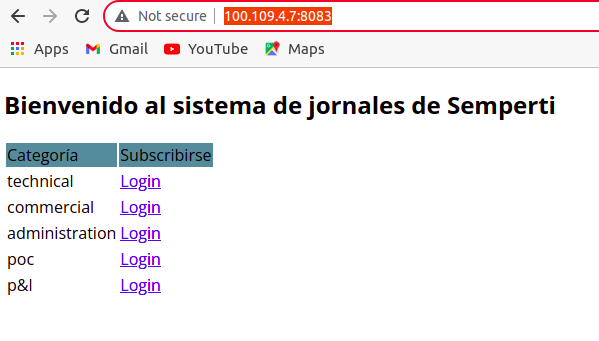 Not secure 100.109.4.7:8083
Apps Gmail YouTube Maps
Bienvenido al sistema de jornales de Semperti
Categoría Subscribirse
technical Login
commercial Login
administration Login
poc Login
p&l Login